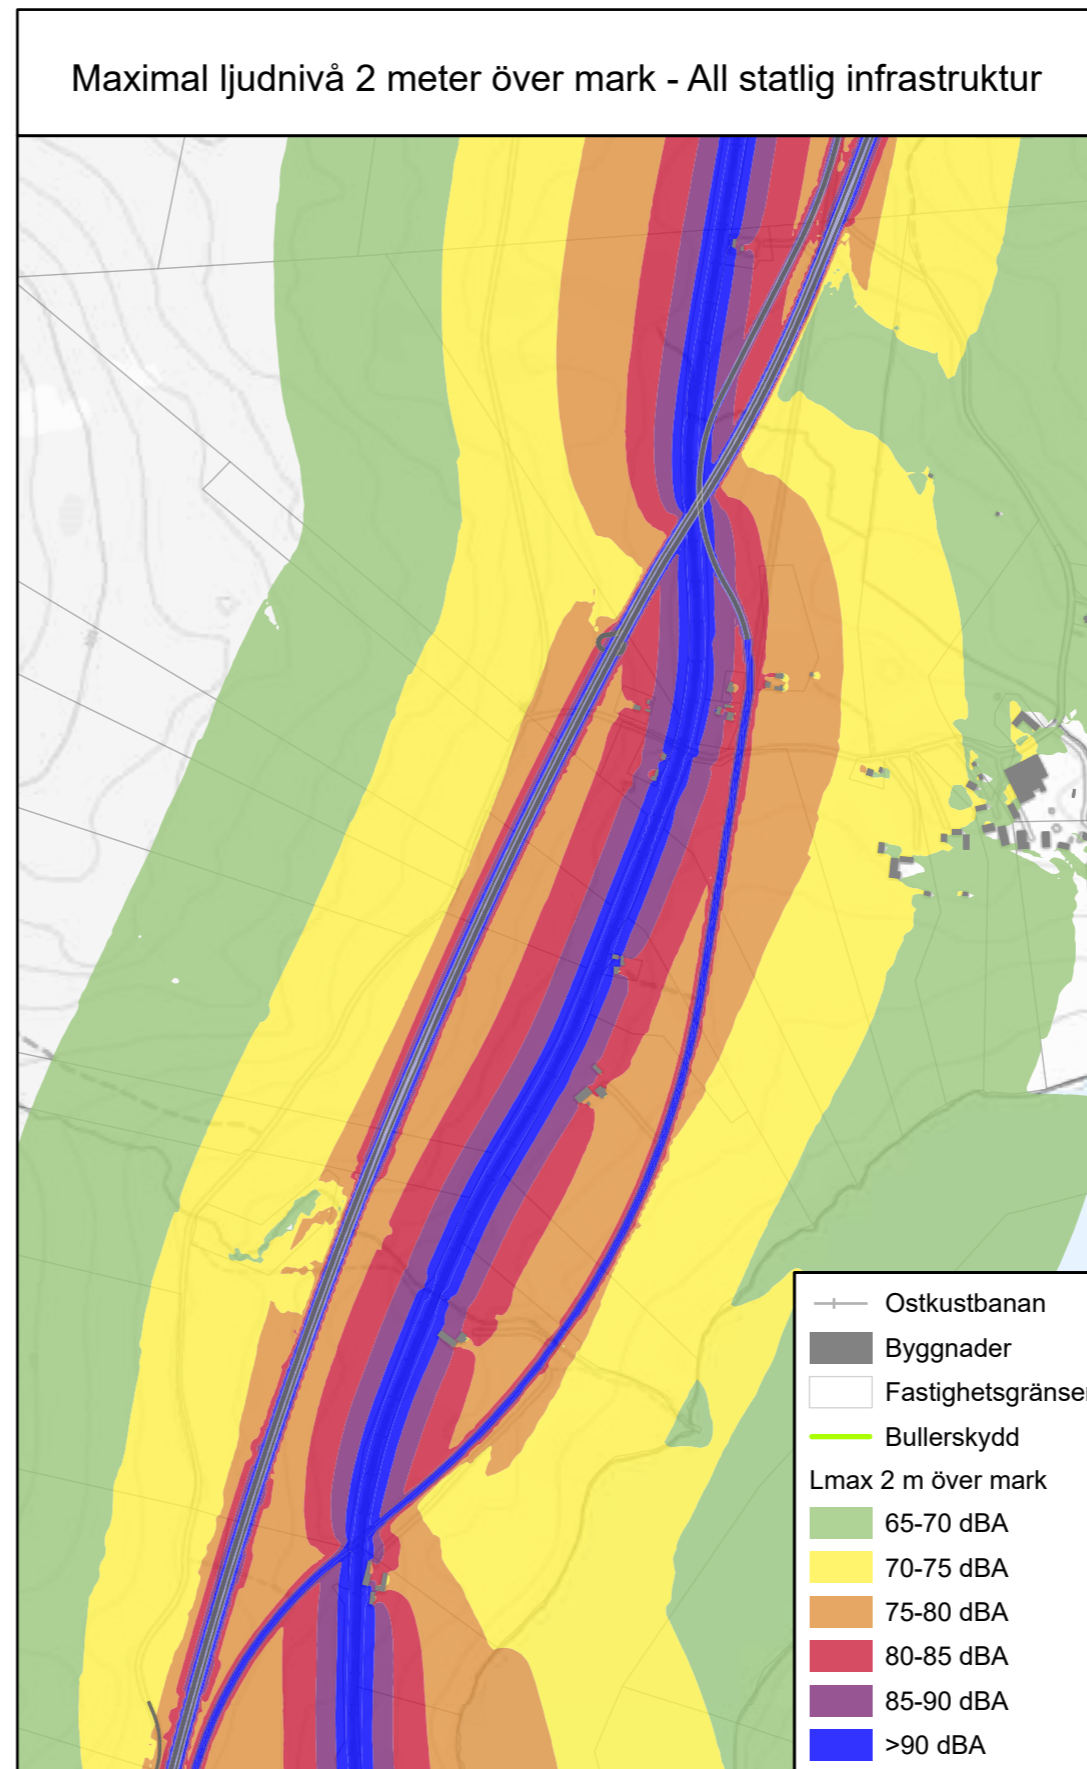 Maximal ljudnivå 2 meter över mark - All statlig infrastruktur
Ostkustbanan
Byggnader
Fastighetsgränser
Bullerskydd
Lmax 2 m över mark
65-70 dBA
70-75 dBA
75-80 dBA
80-85 dBA
85-90 dBA
>90 dBA